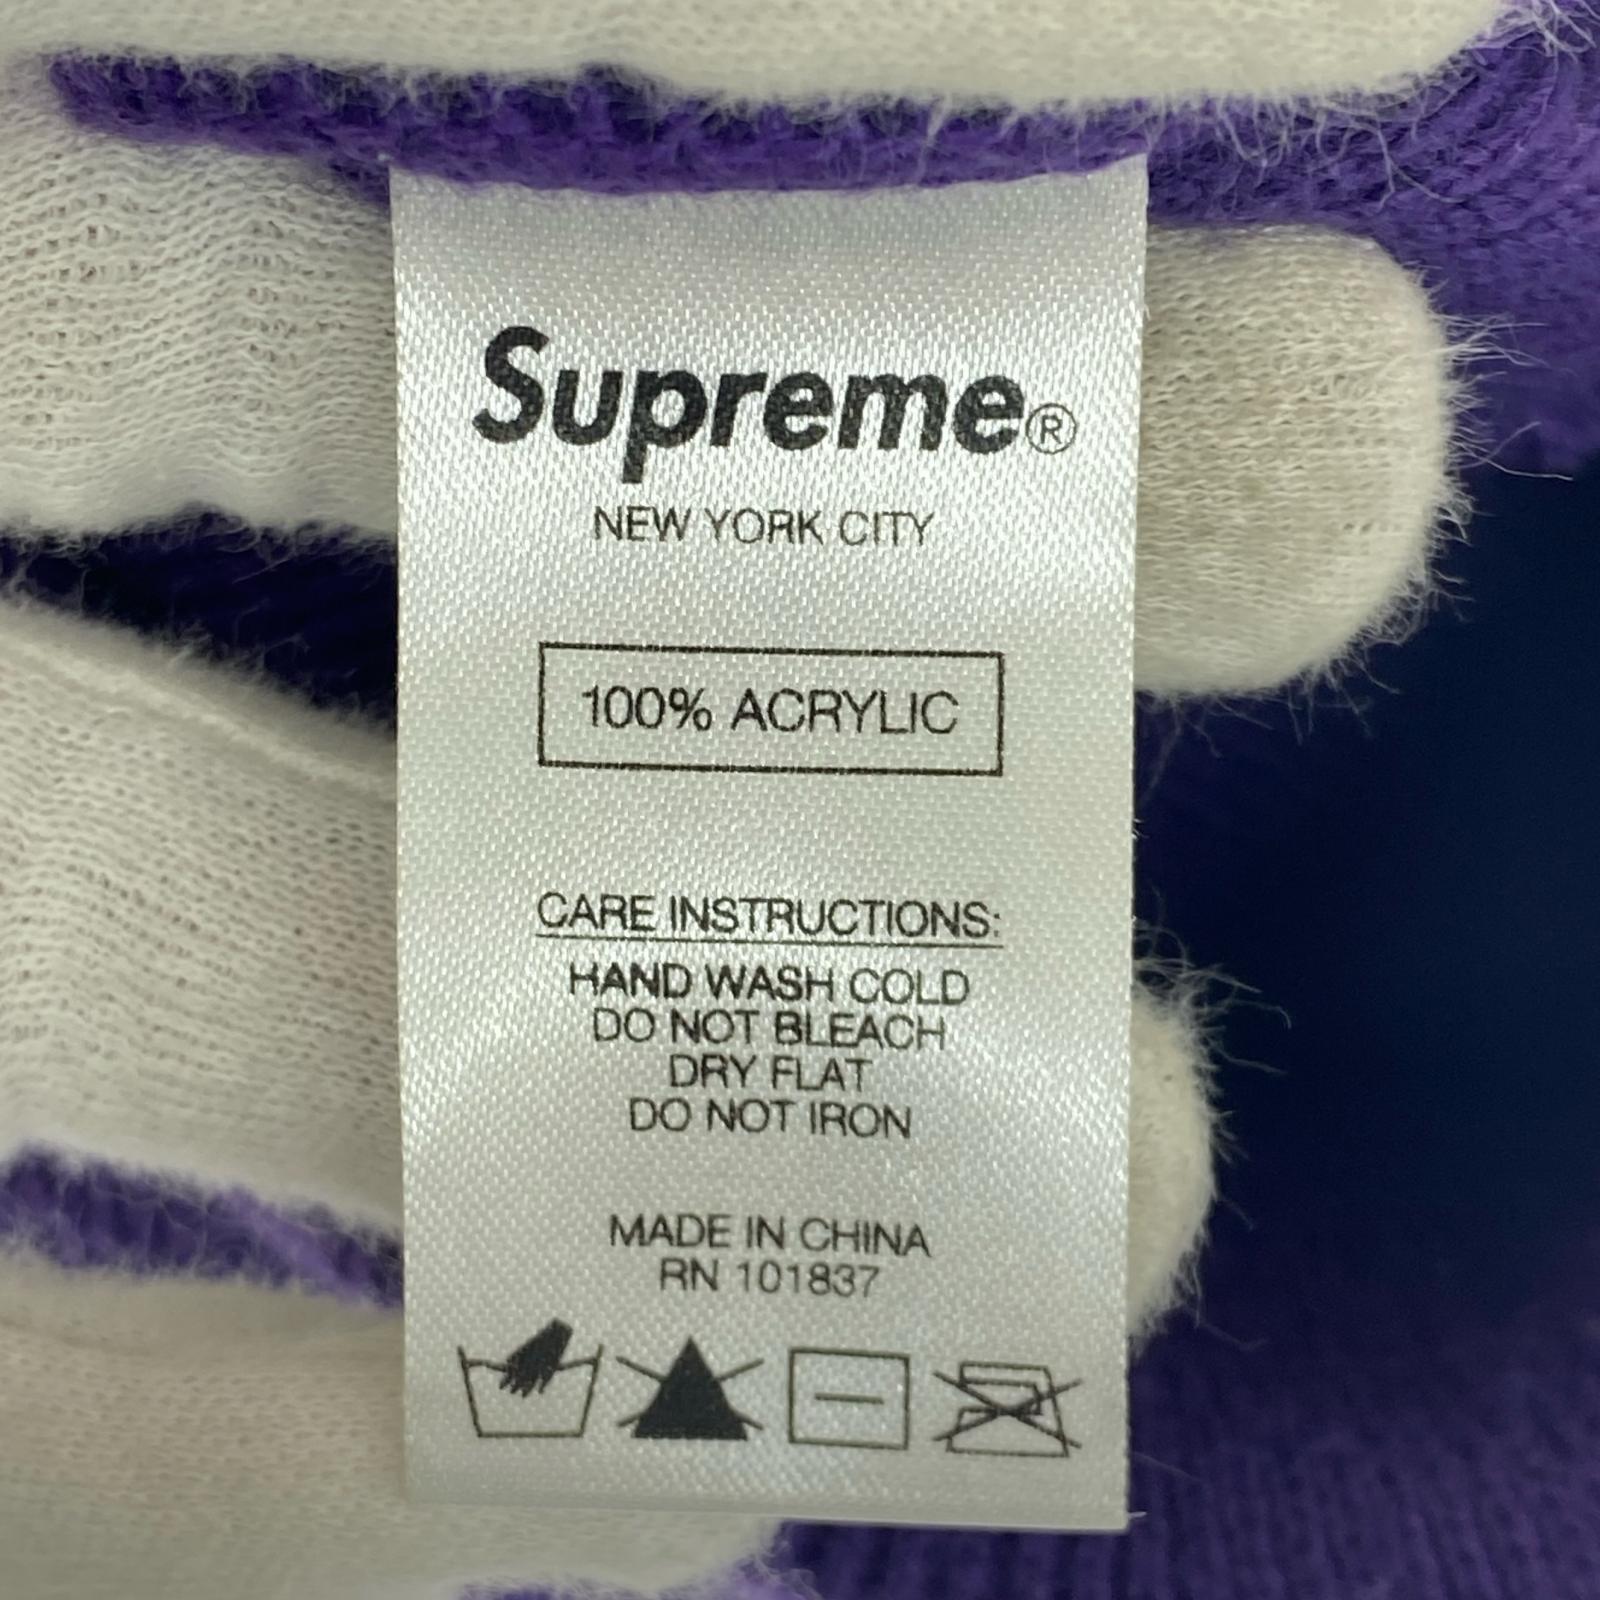 Supreme®
NEW YORK CITY
100% ACRYLIC
CARE INSTRUCTIONS:
HAND WASH COLD
DO NOT BLEACH
DRY FLAT
DO NOT IRON
MADE IN CHINA
RN 101837